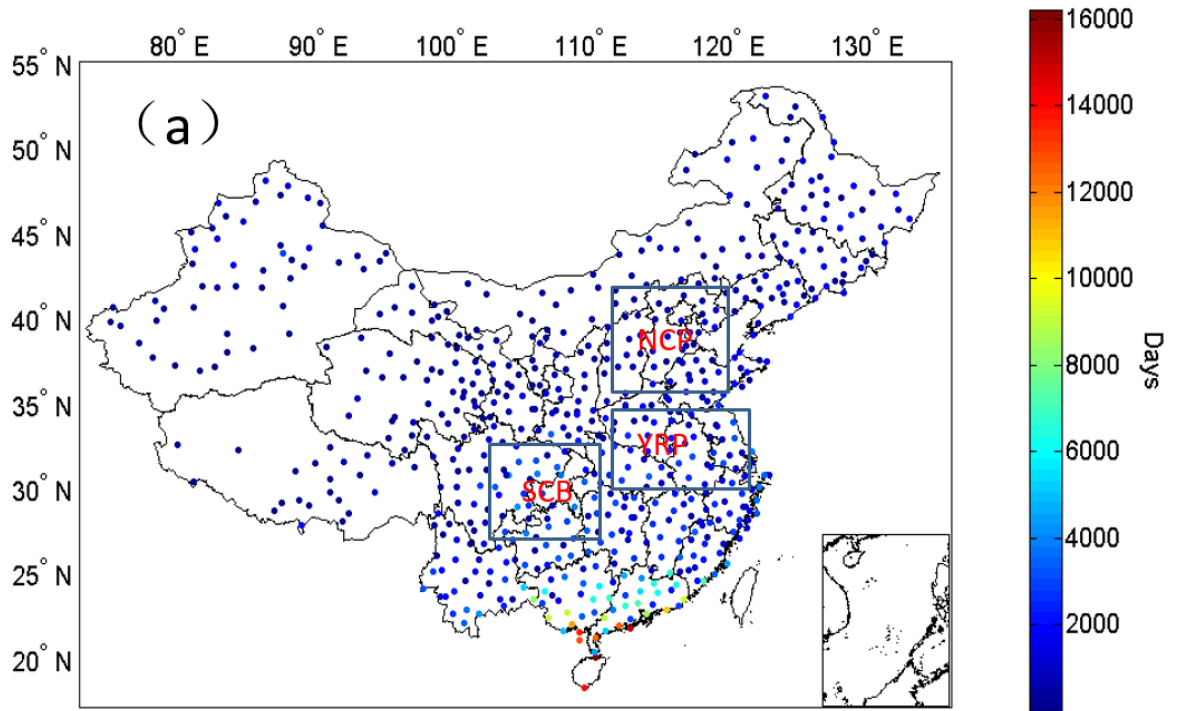 80° E 90° E 100° E 110° E 120° E 130° E
55° N
50° N
45° N
40° N
35° N
30° N
25° N
20° N
（a）
NCP
YRP
SCB
16000
14000
12000
10000
8000
6000
4000
2000
Days